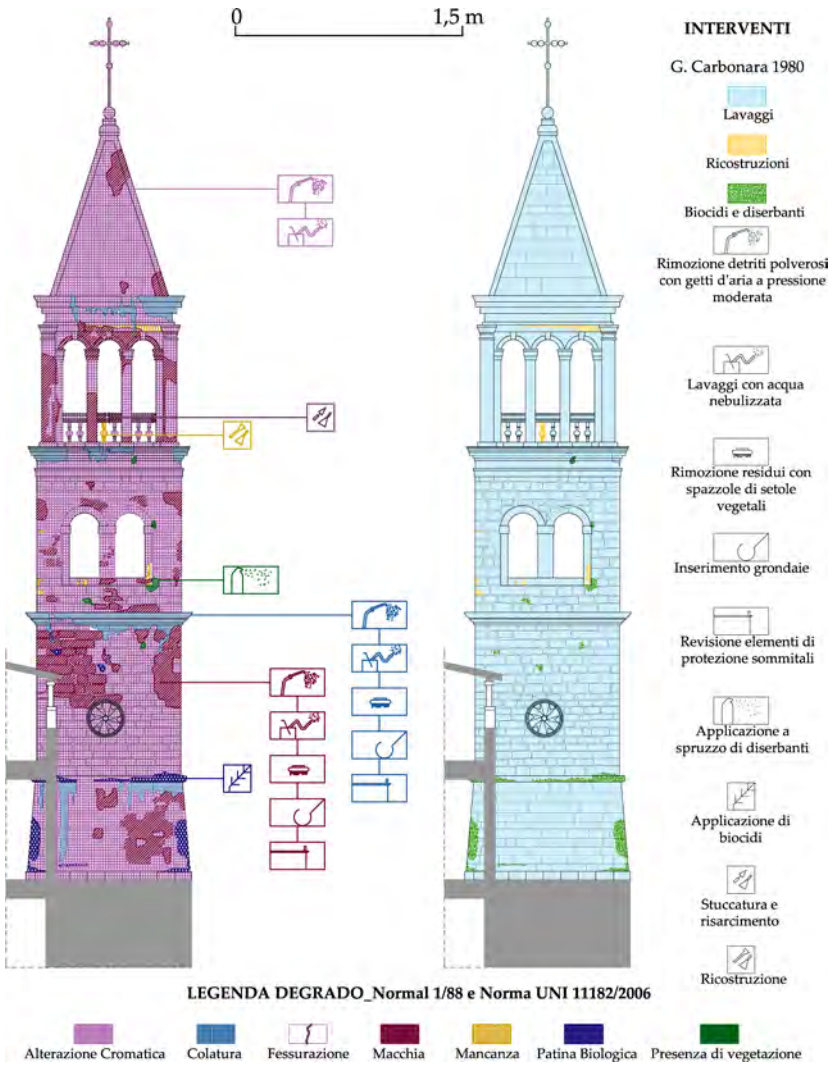 0
1,5 m
INTERVENTI
G. Carbonara 1980
Lavaggi
Ricostruzioni
Biocidi e diserbanti
Rimozione detriti polverosi
con getti d'aria a pressione
moderata
Lavaggi con acqua
nebulizzata
Rimozione residui con
spazzole di setole
vegetali
Inserimento grondaie
Revisione elementi di
protezione sommitali
Applicazione a
spruzzo di diserbanti
Applicazione di
biocidi
Stuccatura e
risarcimento
Ricostruzione
LEGENDA DEGRADO_Normal 1/88 e Norma UNI 11182/2006
Alterazione Cromatica
Colatura
Fessurazione
Macchia
Mancanza
Patina Biologica
Presenza di vegetazione